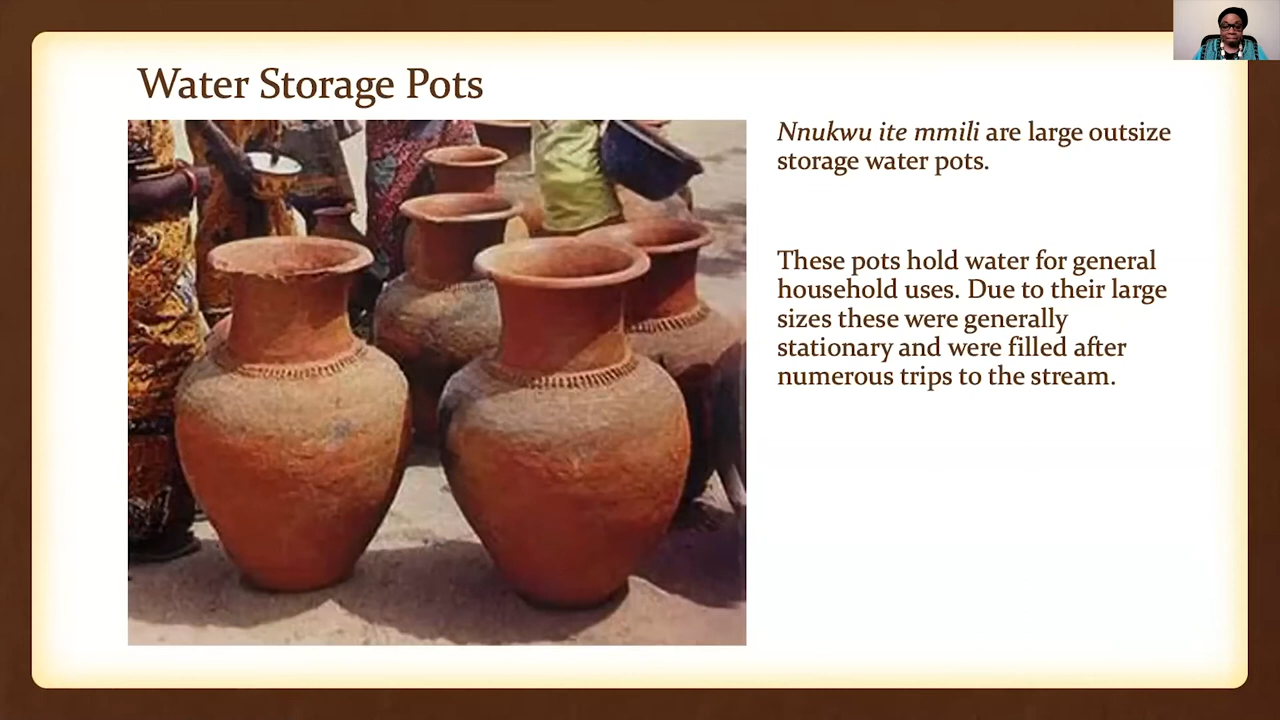 Water Storage Pots
Nnukwu ite mmili are large outsize
storage water pots.
These pots hold water for general
household uses. Due to their large
sizes these were generally
stationary and were filled after
numerous trips to the stream.